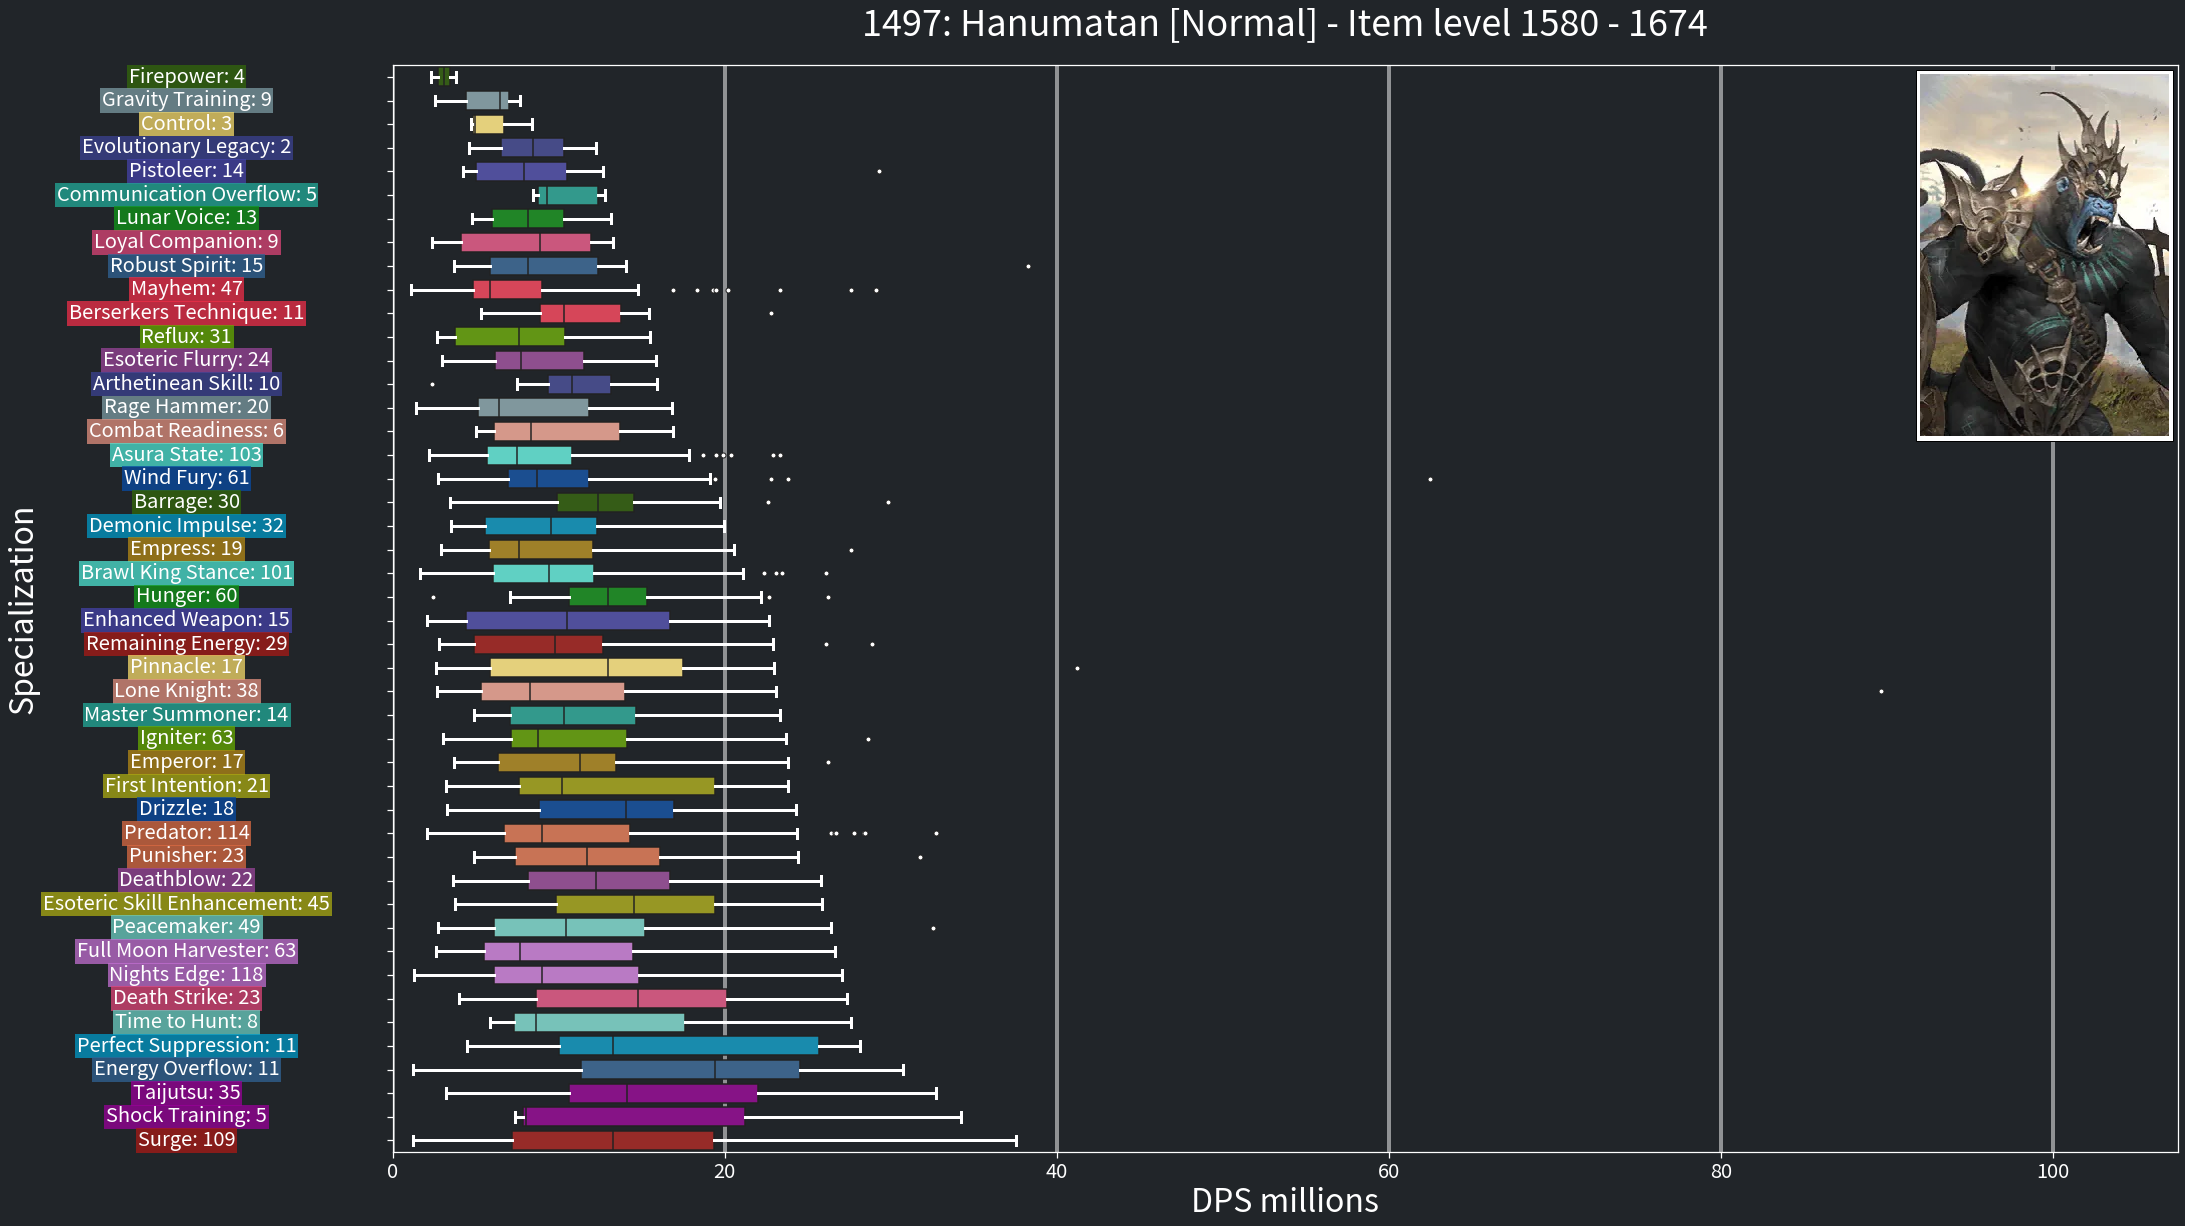 1497: Hanumatan [Normal] - Item level 1580 - 1674
Specialization
Firepower: 4
Gravity Training: 9
Control: 3
Evolutionary Legacy: 2
Pistoleer: 14
Communication Overflow: 5
Lunar Voice: 13
Loyal Companion: 9
Robust Spirit: 15
Mayhem: 47
Berserkers Technique: 11
Reflux: 31
Esoteric Flurry: 24
Arthetinean Skill: 10
Rage Hammer: 20
Combat Readiness: 6
Asura State: 103
Wind Fury: 61
Barrage: 30
Demonic Impulse: 32
Empress: 19
Brawl King Stance: 101
Hunger: 60
Enhanced Weapon: 15
Remaining Energy: 29
Pinnacle: 17
Lone Knight: 38
Master Summoner: 14
Igniter: 63
Emperor: 17
First Intention: 21
Drizzle: 18
Predator: 114
Punisher: 23
Deathblow: 22
Esoteric Skill Enhancement: 45
Peacemaker: 49
Full Moon Harvester: 63
Nights Edge: 118
Death Strike: 23
Time to Hunt: 8
Perfect Suppression: 11
Energy Overflow: 11
Taijutsu: 35
Shock Training: 5
Surge: 109
0 20 40 60 80 100
DPS millions